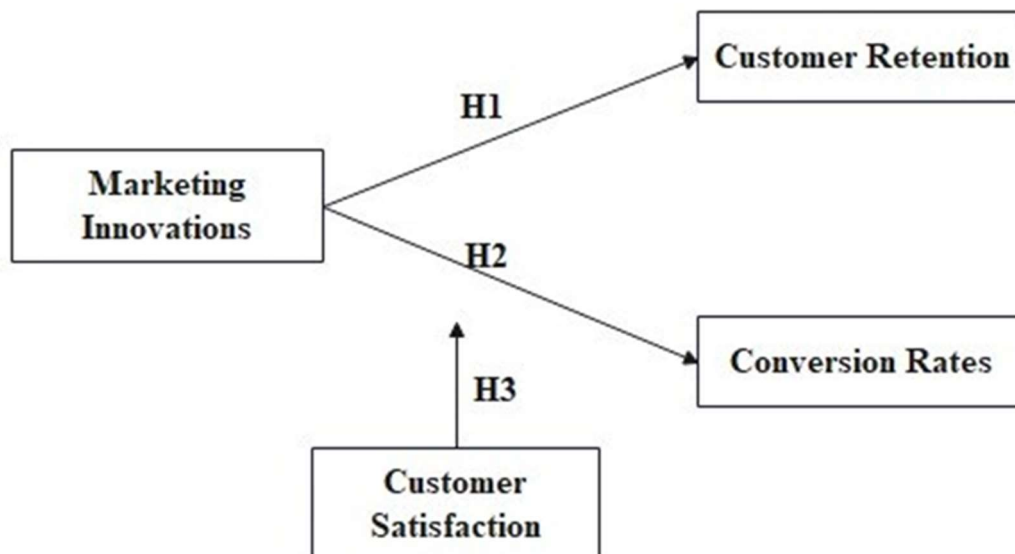 Customer Retention
H1
Marketing
Innovations
H2
Conversion Rates
H3
Customer
Satisfaction